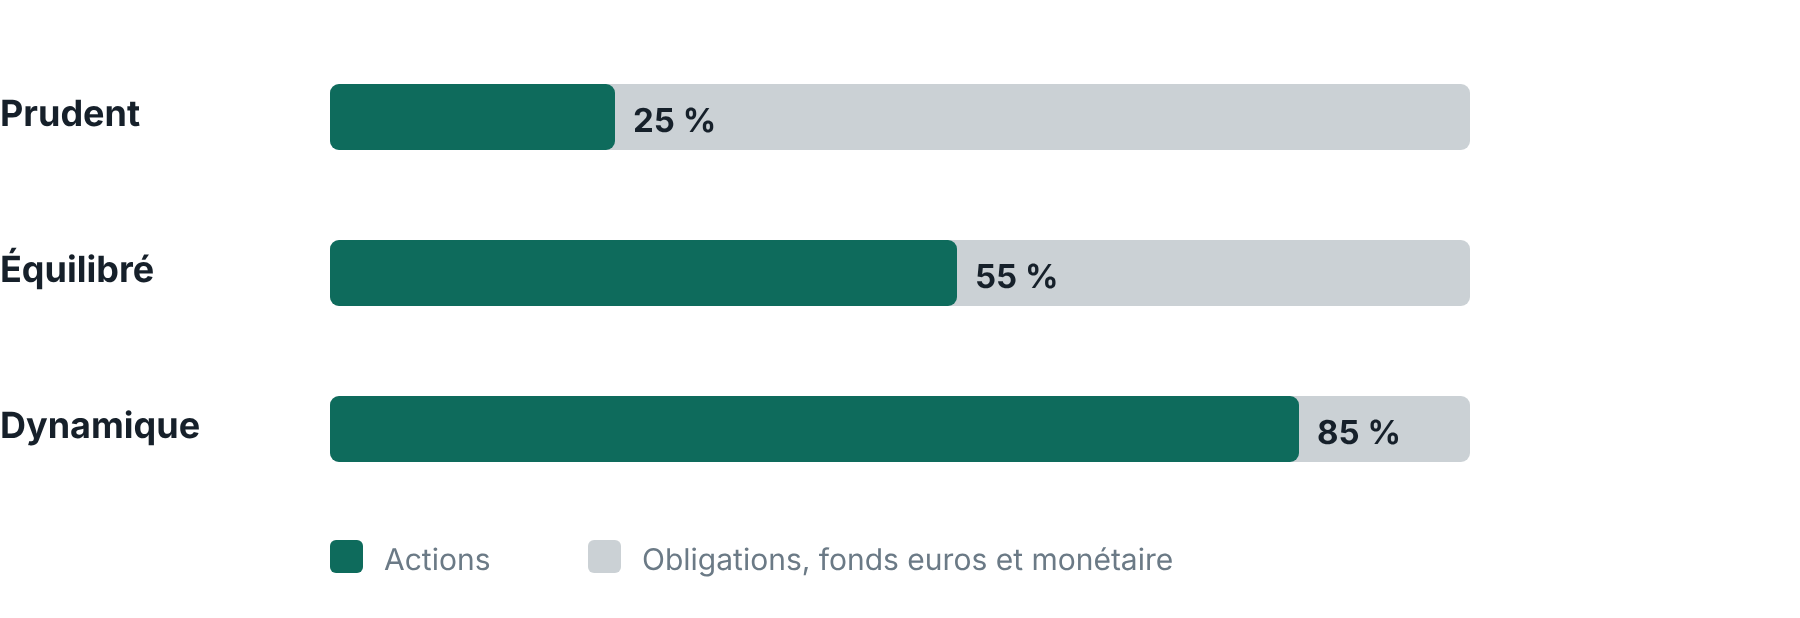 Prudent 25 %
Équilibré 55 %
Dynamique 85 %
Actions Obligations, fonds euros et monétaire